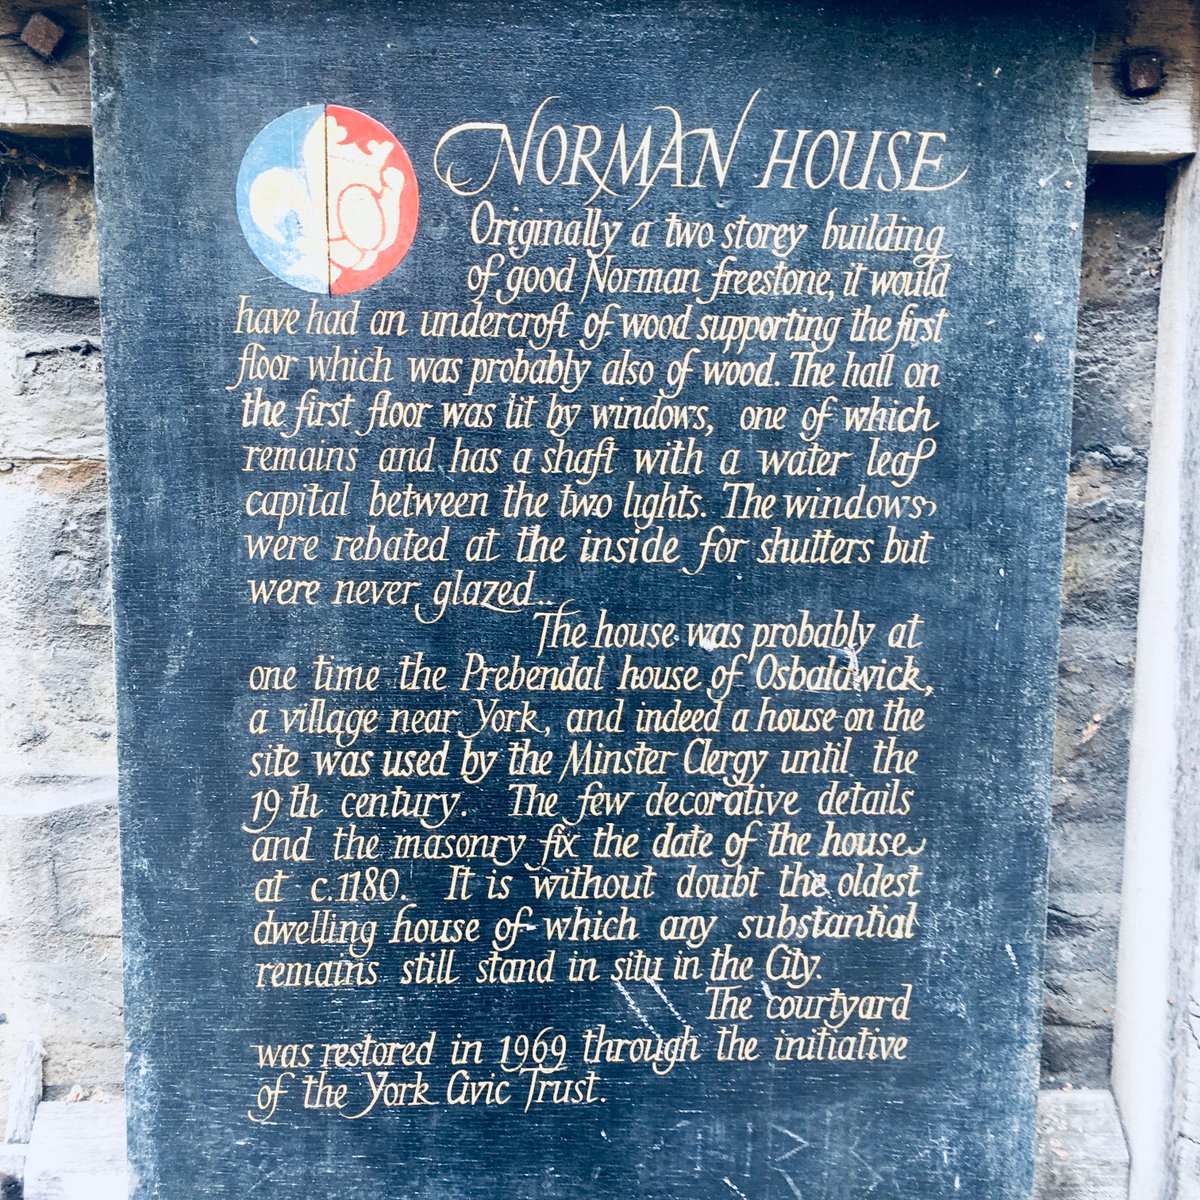 NORMAN HOUSE
Originally a two storey building
of good Norman freestone, it would
have had an undercroft of wood supporting the first
floor which was probably also of wood. The hall on
the first floor was lit by windows, one of which
remains and has a shaft with a water leaf
capital between the two lights. The windows
were rebated at the inside for shutters but
were never glazed..
The house was probably at
one time the Prebendal house of Osbaldwick,
a village near York, and indeed a house on the
site was used by the Minster Clergy until the
19th century. The few decorative details
and the masonry fix the date of the house
at c.1180. It is without doubt the oldest
dwelling house of which any substantial
remains still stand in situ in the City.
The courtyard
was restored in 1969 through the initiative
of the York Civic Trust.